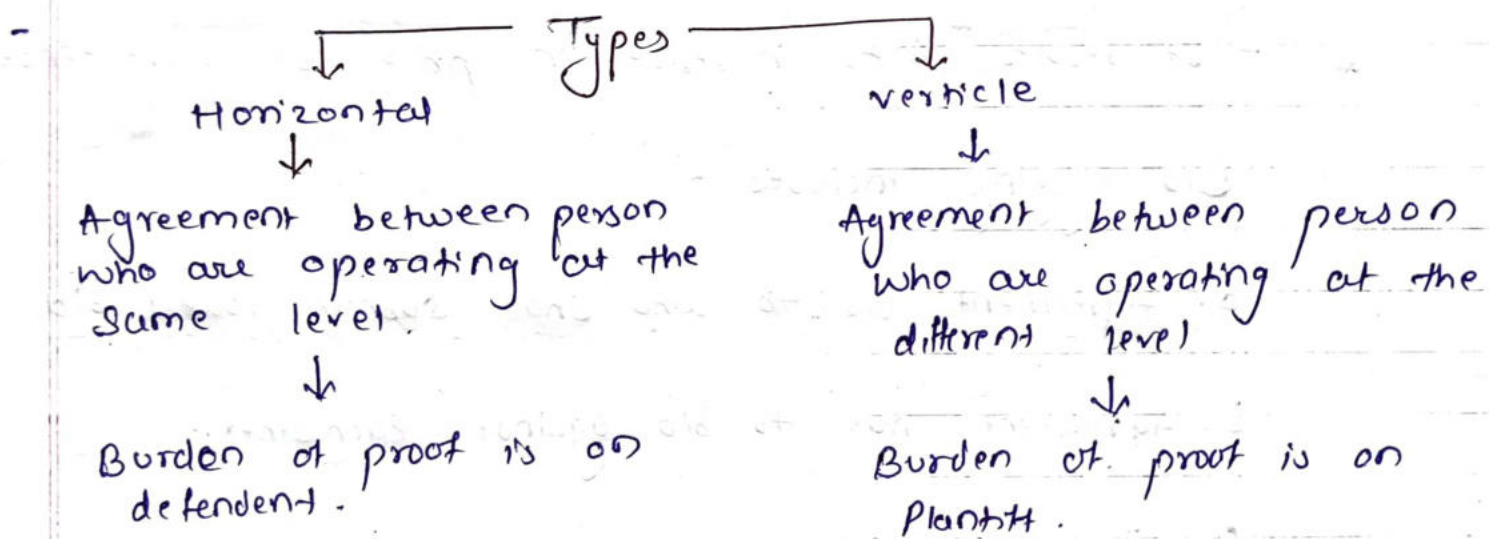 - Types
Horizontal
verticle
Agreement between person
who are operating at the
same level.
Agreement between person
who are operating at the
different level
Burden of proof is on
defendent.
Burden of proof is on
Plantiff.